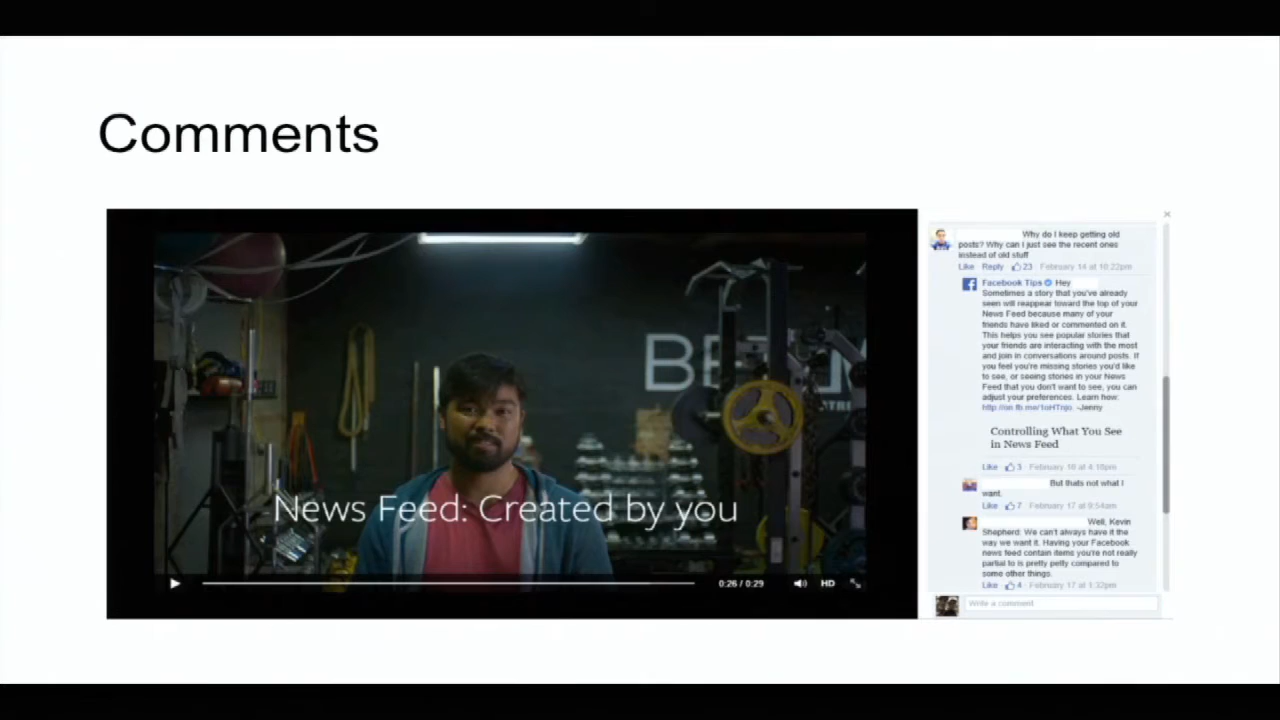 Comments
BE
News Feed: Created by you
0:26 / 0:29
HD
Why do I keep getting old
posts? Why can I just see the recent ones
instead of old stuff
Like Reply 23 February 14 at 10:22pm
Facebook Tips Hey
Sometimes a story that you've already
seen will reappear toward the top of your
News Feed because many of your
friends have liked or commented on it.
This helps you see popular stories that
your friends are interacting with the most
and join in conversations around posts. If
you feel you're missing stories you'd like
to see, or seeing stories in your News
Feed that you don't want to see, you can
adjust your preferences. Learn how:
-Jenny
Controlling What You See
in News Feed
Like 3 February 16 at 4:16pm
But thats not what I
want.
Like 7 February 17 at 9:54am
Well, Kevin
Shepherd: We can't always have it the
way we want it. Having your Facebook
news feed contain items you're not really
partial to is pretty petty compared to
some other things.
Like 4 February 17 at 1:32pm
Write a comment